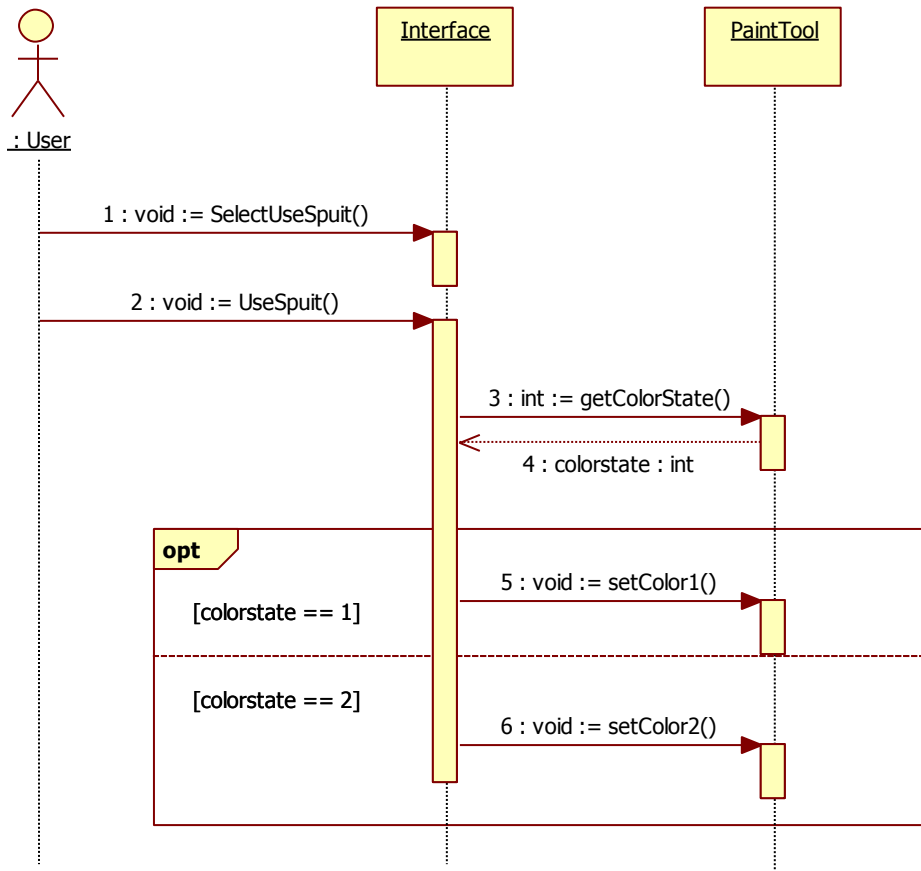 Interface
PaintTool
: User
1 : void := SelectUseSpuit()
2 : void := UseSpuit()
3 : int := getColorState()
4 : colorstate : int
opt
5 : void := setColor1()
[colorstate == 1]
[colorstate == 2]
6 : void := setColor2()